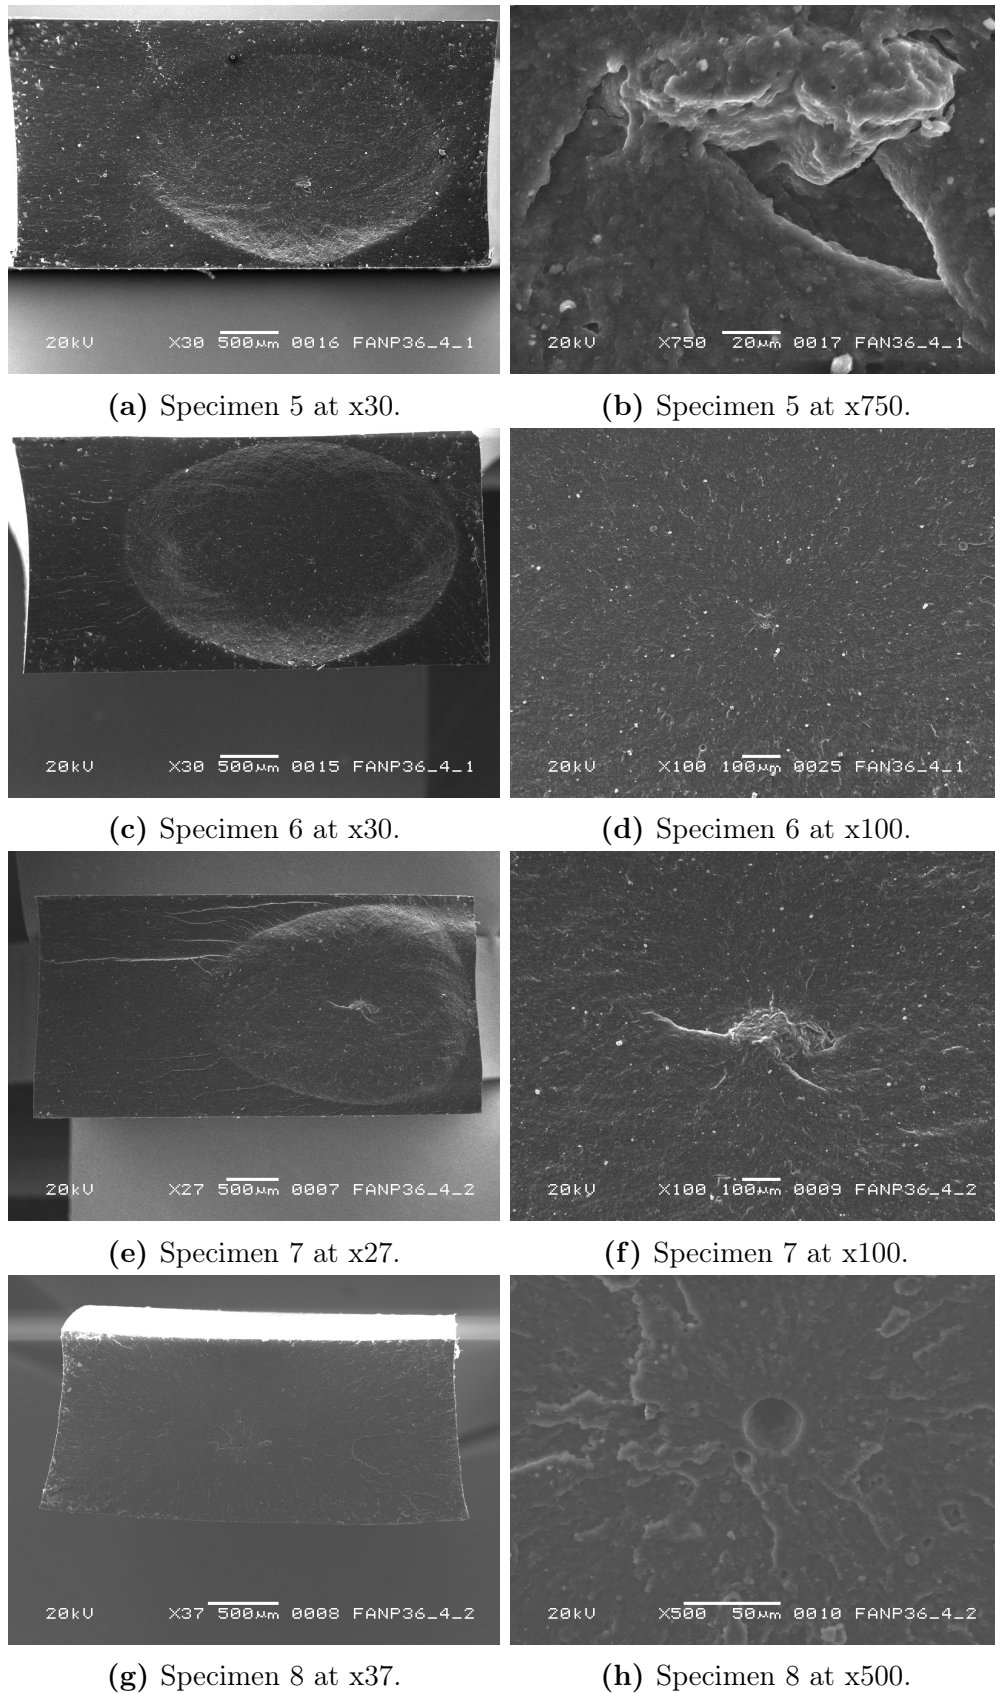 20kV X30 500µm 0016 FANP36_4_1
20kV X750 20µm 0017 FAN36_4_1
(a) Specimen 5 at x30.
(b) Specimen 5 at x750.
20kV X30 500µm 0015 FANP36_4_1
20kV X100 100µm 0025 FAN36_4_1
(c) Specimen 6 at x30.
(d) Specimen 6 at x100.
20kV X27 500µm 0007 FANP36_4_2
20kV X100 100µm 0009 FANP36_4_2
(e) Specimen 7 at x27.
(f) Specimen 7 at x100.
20kV X37 500µm 0008 FANP36_4_2
20kV X500 50µm 0010 FANP36_4_2
(g) Specimen 8 at x37.
(h) Specimen 8 at x500.